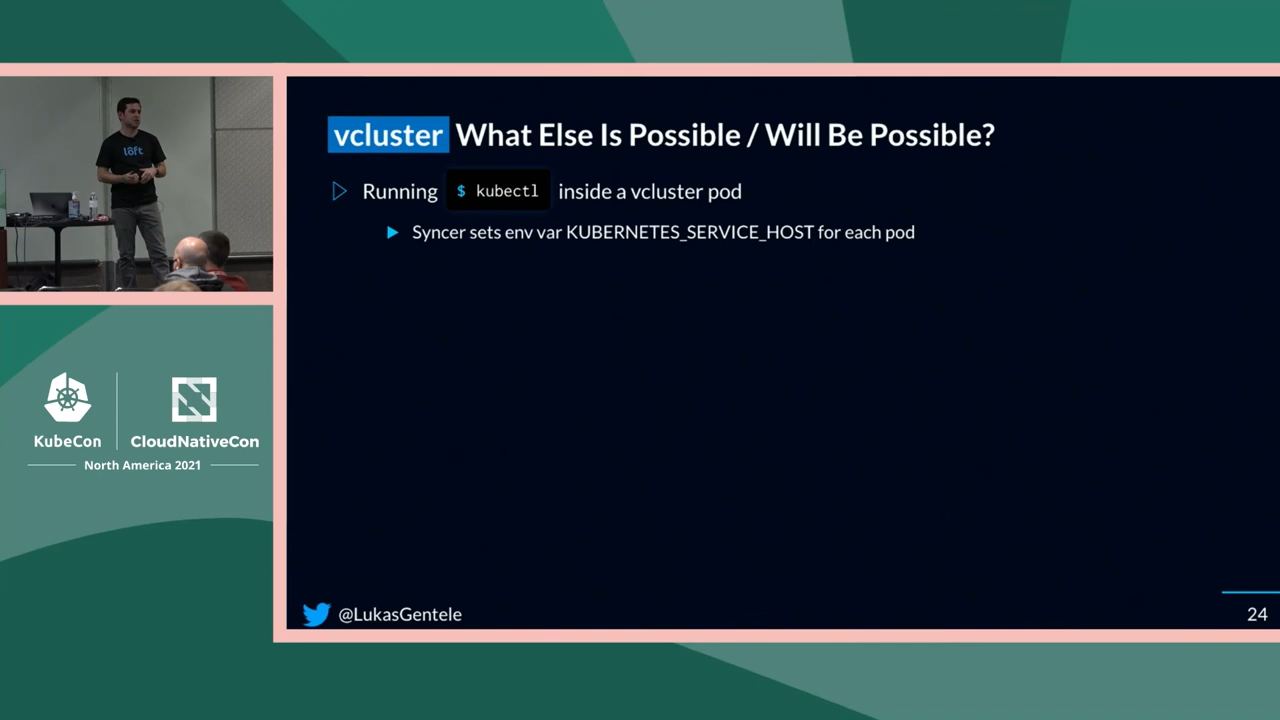 vcluster What Else Is Possible / Will Be Possible?
Running $ kubectl inside a vcluster pod
Syncer sets env var KUBERNETES_SERVICE_HOST for each pod
@LukasGentele
24
loft
KubeCon
CloudNativeCon
North America 2021